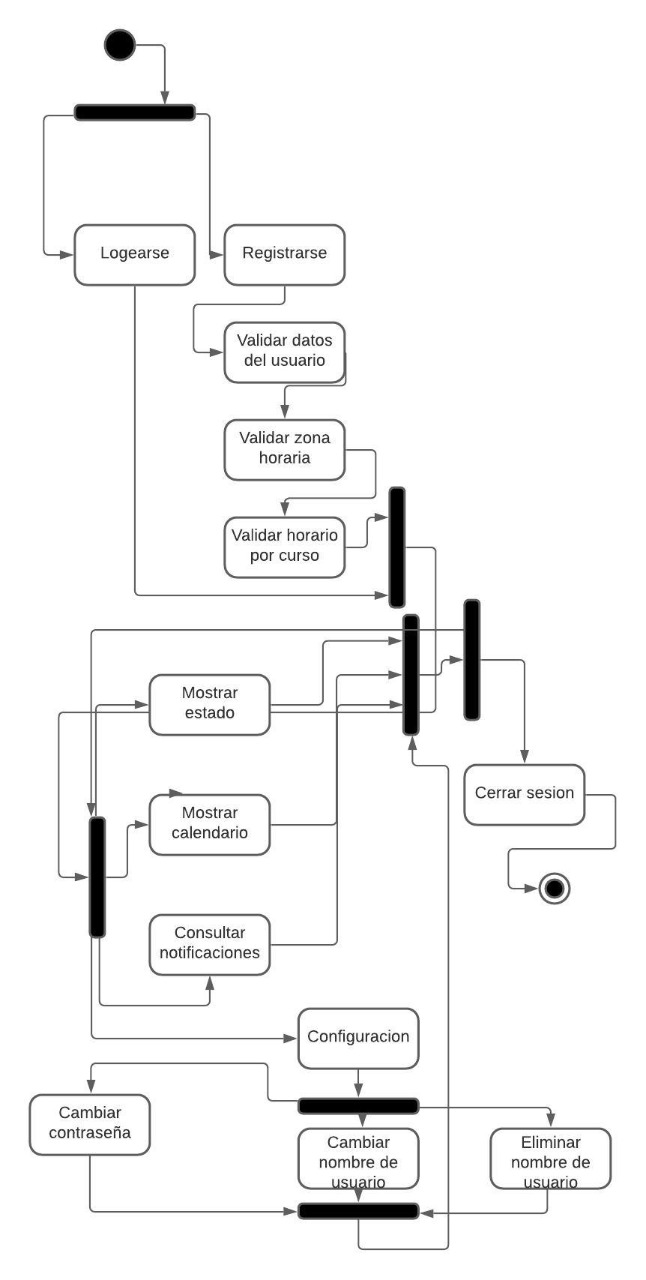 Logearse
Registrarse
Validar datos
del usuario
Validar zona
horaria
Validar horario
por curso
Mostrar
estado
Cerrar sesion
Mostrar
calendario
Consultar
notificaciones
Configuracion
Cambiar
contraseña
Cambiar
nombre de
usuario
Eliminar
nombre de
usuario